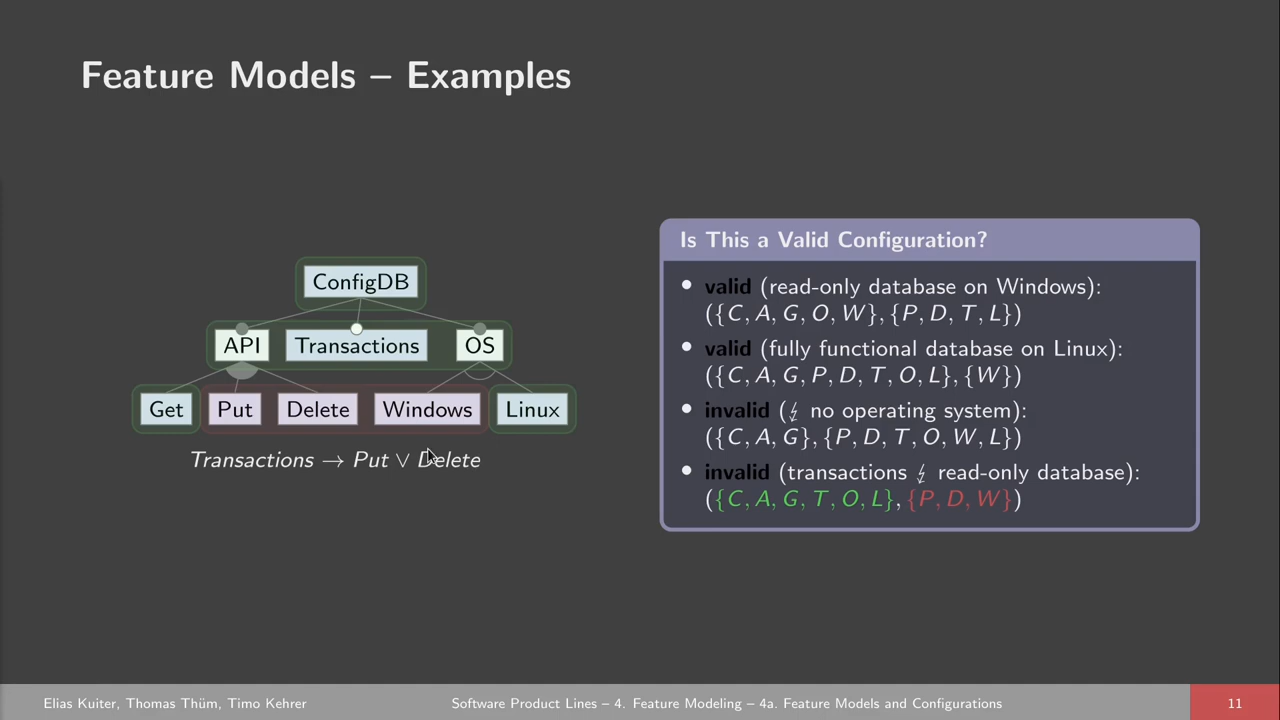 Feature Models – Examples
ConfigDB
API Transactions OS
Get Put Delete Windows Linux
Transactions → Put ∨ Delete
Is This a Valid Configuration?
• valid (read-only database on Windows):
({C, A, G, O, W}, {P, D, T, L})
• valid (fully functional database on Linux):
({C, A, G, P, D, T, O, L}, {W})
• invalid (↯ no operating system):
({C, A, G}, {P, D, T, O, W, L})
• invalid (transactions ↯ read-only database):
({C, A, G, T, O, L}, {P, D, W})
Elias Kuiter, Thomas Thüm, Timo Kehrer
Software Product Lines – 4. Feature Modeling – 4a. Feature Models and Configurations
11